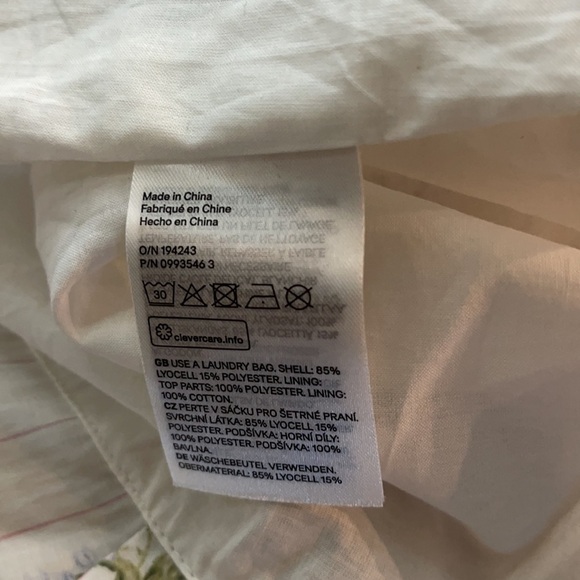 Made in China
Fabriqué en Chine
Hecho en China
O/N 194243
P/N 0993546 3
30
clevercare.info
GB USE A LAUNDRY BAG. SHELL: 85%
LYOCELL 15% POLYESTER. LINING:
TOP PARTS: 100% POLYESTER. LINING:
100% COTTON.
CZ PERTE V SÁČKU PRO ŠETRNÉ PRANÍ.
SVRCHNÍ LÁTKA: 85% LYOCELL 15%
POLYESTER. PODŠÍVKA: HORNÍ DÍLY:
100% POLYESTER. PODŠÍVKA: 100%
BAVLNA.
DE WÄSCHEBEUTEL VERWENDEN.
OBERMATERIAL: 85% LYOCELL 15%